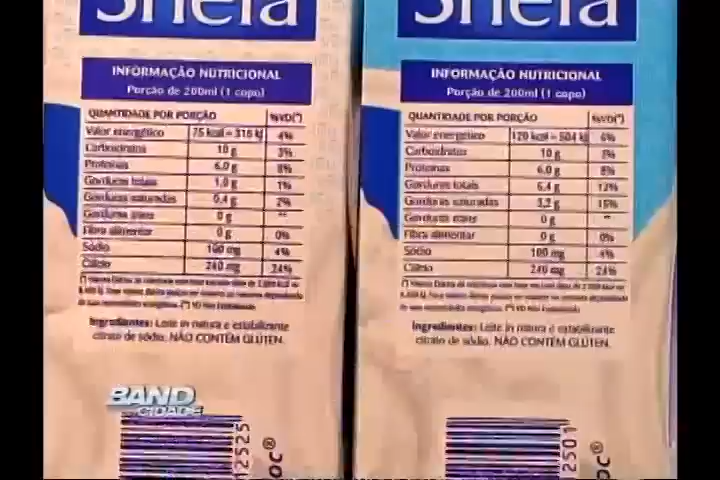 Shefa Shefa
INFORMAÇÃO NUTRICIONAL
Porção de 200ml (1 copo)
QUANTIDADE POR PORÇÃO %VD(*)
Valor energético 75 kcal = 315 kJ 4%
Carboidratos 10 g 3%
Proteínas 6,0 g 8%
Gorduras totais 1,0 g 1%
Gorduras saturadas 0,4 g 2%
Gorduras trans 0 g **
Fibra alimentar 0 g 0%
Sódio 100 mg 4%
Cálcio 240 mg 24%
Ingredientes: Leite in natura e estabilizante
citrato de sódio. NÃO CONTÉM GLÚTEN.
INFORMAÇÃO NUTRICIONAL
Porção de 200ml (1 copo)
QUANTIDADE POR PORÇÃO %VD(*)
Valor energético 120 kcal = 504 kJ 6%
Carboidratos 10 g 3%
Proteínas 6,0 g 8%
Gorduras totais 6,4 g 12%
Gorduras saturadas 3,3 g 15%
Gorduras trans 0 g **
Fibra alimentar 0 g 0%
Sódio 100 mg 4%
Cálcio 240 mg 24%
Ingredientes: Leite in natura e estabilizante
citrato de sódio. NÃO CONTÉM GLÚTEN.
BAND
CIDADE
12525
12501